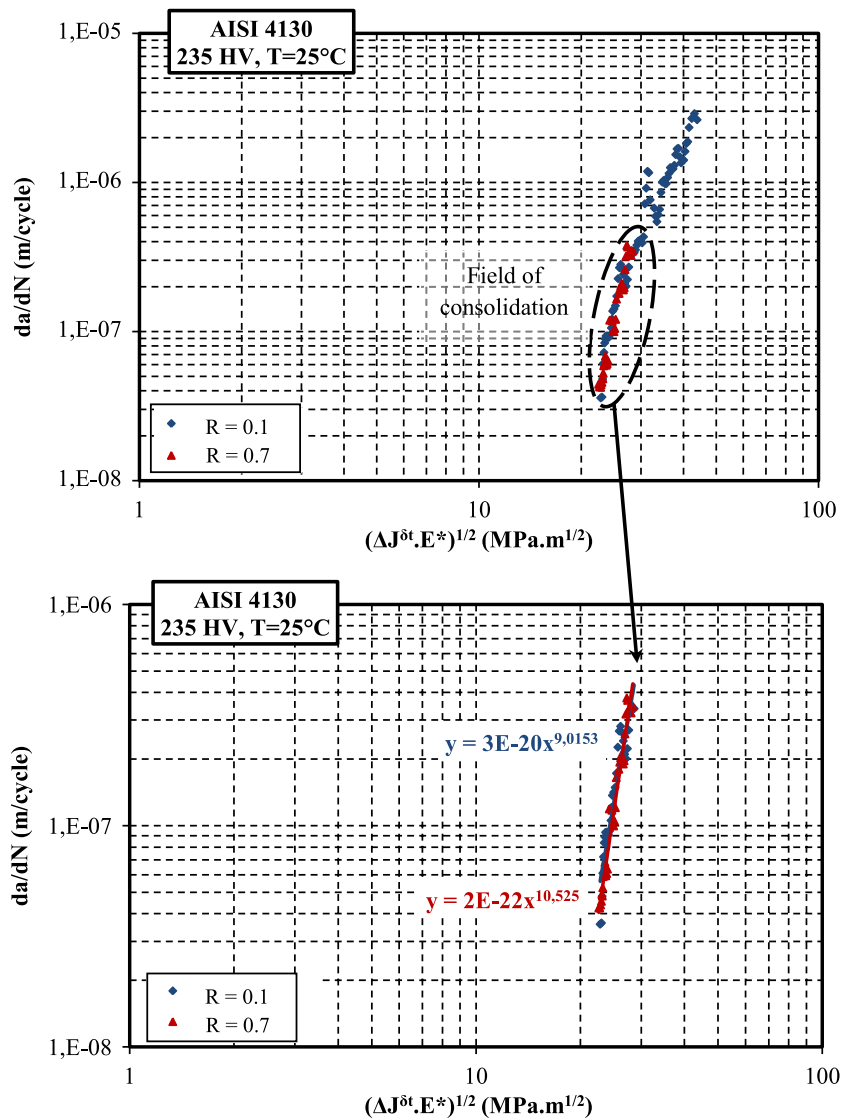 AISI 4130
235 HV, T=25°C
1,E-05
1,E-06
1,E-07
1,E-08
da/dN (m/cycle)
Field of
consolidation
R = 0.1
R = 0.7
1
10
100
(ΔJᵟᵗ.E*)¹/² (MPa.m¹/²)
AISI 4130
235 HV, T=25°C
1,E-06
1,E-07
1,E-08
da/dN (m/cycle)
y = 3E-20x⁹,⁰¹⁵³
y = 2E-22x¹⁰,⁵²⁵
R = 0.1
R = 0.7
1
10
100
(ΔJᵟᵗ.E*)¹/² (MPa.m¹/²)